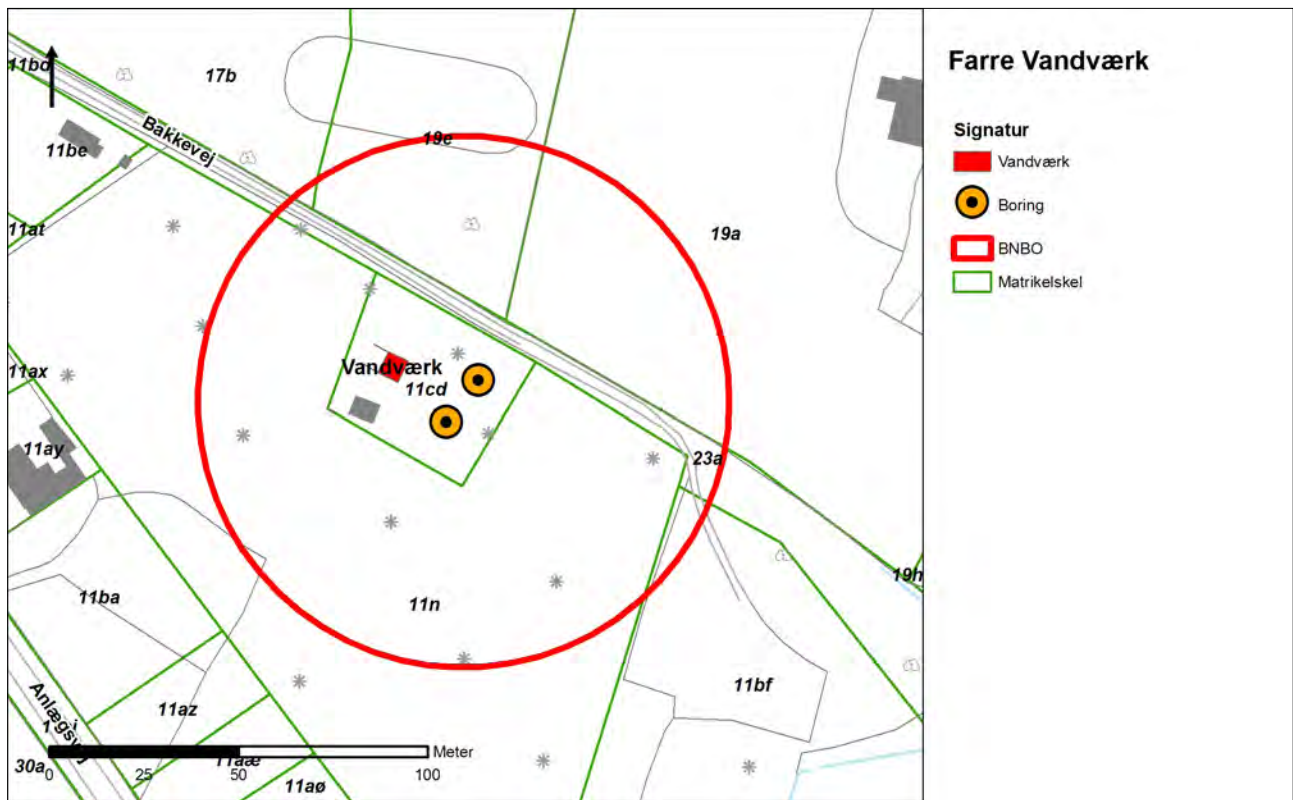 Farre Vandværk
Signatur
Vandværk
Boring
BNBO
Matrikelskel
11bo
17b
Bakkevej
19e
11be
11at
19a
Vandværk
11cd
11ax
11ay
23a
19h
11ba
11n
11bf
11az
Anlægsvej
30a
11aæ
11aø
0 25 50 100 Meter